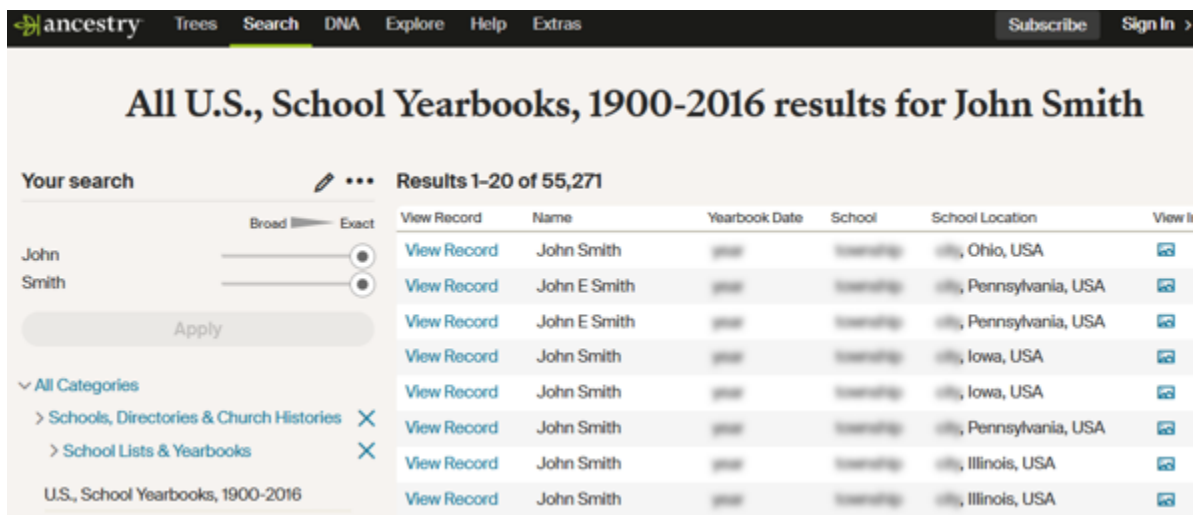 ancestry Trees Search DNA Explore Help Extras Subscribe Sign In >
All U.S., School Yearbooks, 1900-2016 results for John Smith
Your search
Broad Exact
John
Smith
Apply
All Categories
Schools, Directories & Church Histories
School Lists & Yearbooks
U.S., School Yearbooks, 1900-2016
Results 1–20 of 55,271
View Record Name Yearbook Date School School Location View
View Record John Smith , Ohio, USA
View Record John E Smith , Pennsylvania, USA
View Record John E Smith , Pennsylvania, USA
View Record John Smith , Iowa, USA
View Record John Smith , Iowa, USA
View Record John Smith , Pennsylvania, USA
View Record John Smith , Illinois, USA
View Record John Smith , Illinois, USA